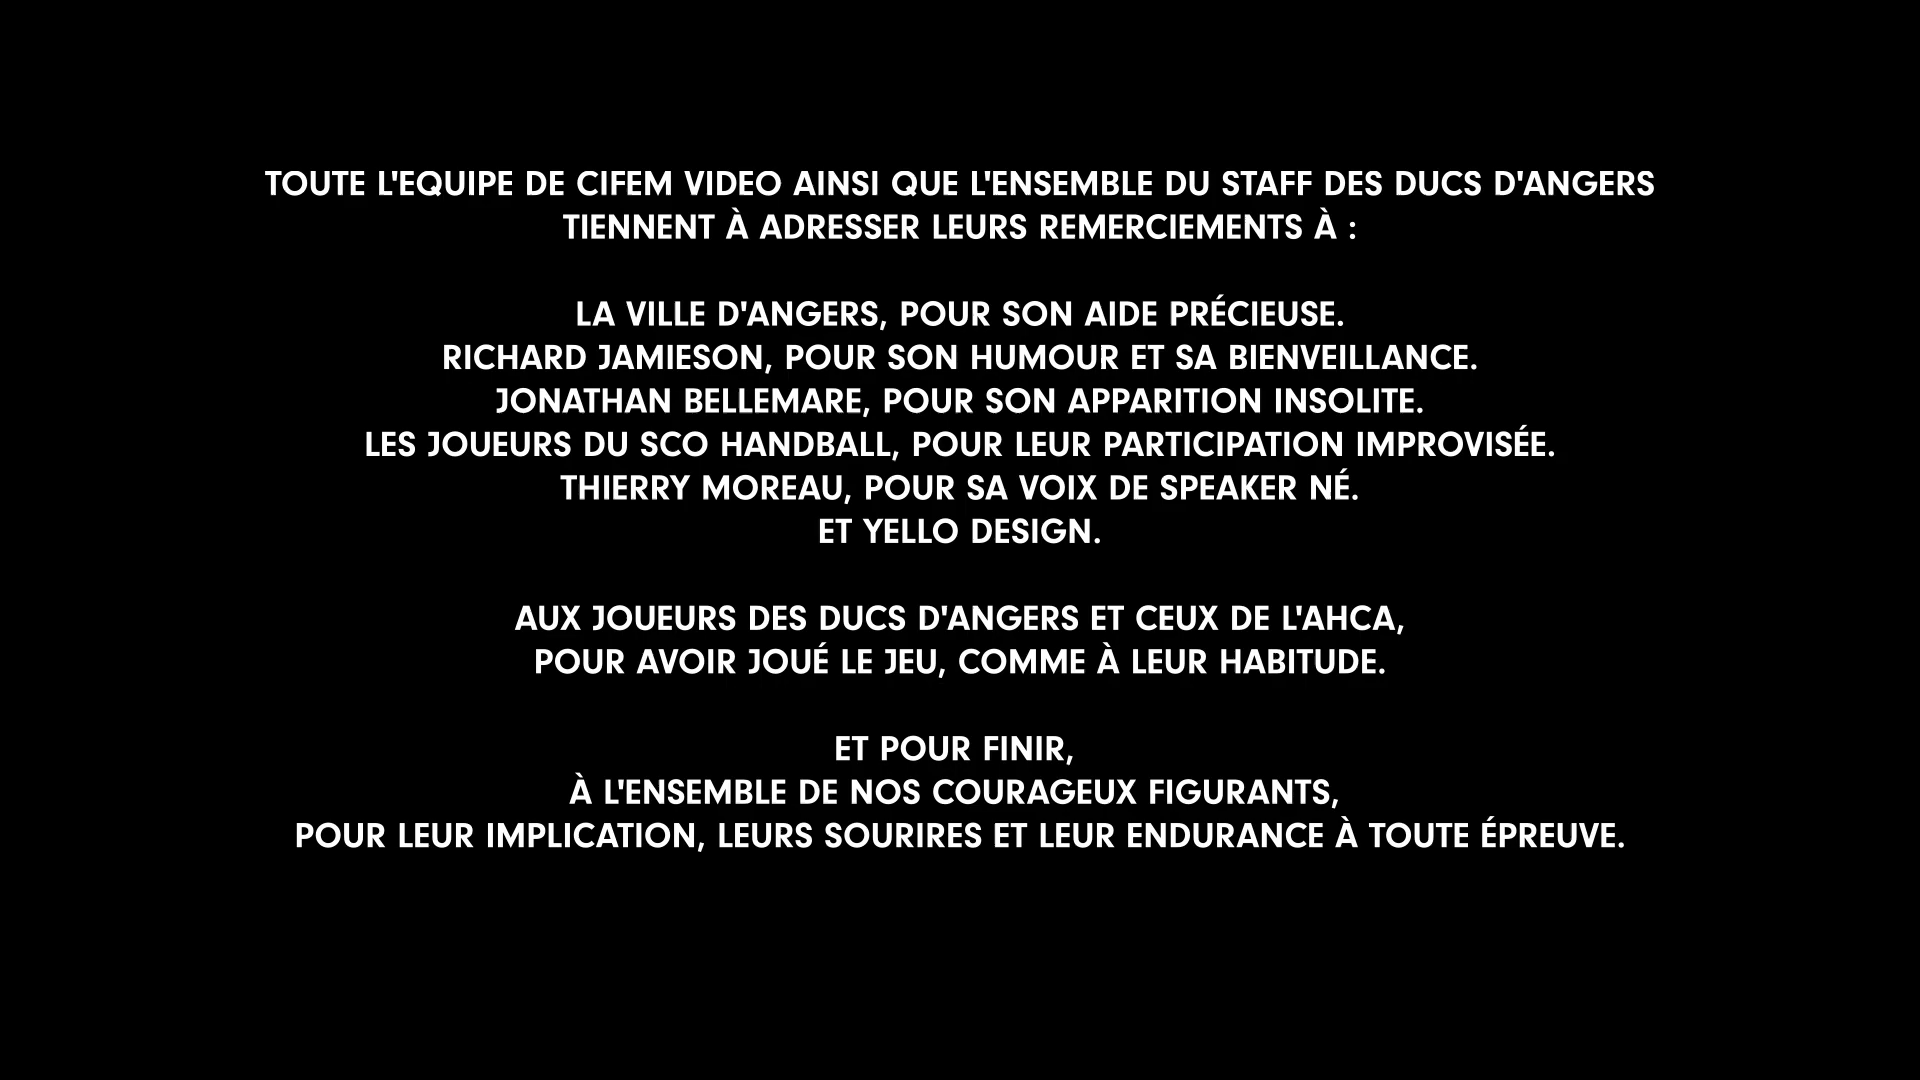 TOUTE L'EQUIPE DE CIFEM VIDEO AINSI QUE L'ENSEMBLE DU STAFF DES DUCS D'ANGERS
TIENNENT À ADRESSER LEURS REMERCIEMENTS À :
LA VILLE D'ANGERS, POUR SON AIDE PRÉCIEUSE.
RICHARD JAMIESON, POUR SON HUMOUR ET SA BIENVEILLANCE.
JONATHAN BELLEMARE, POUR SON APPARITION INSOLITE.
LES JOUEURS DU SCO HANDBALL, POUR LEUR PARTICIPATION IMPROVISÉE.
THIERRY MOREAU, POUR SA VOIX DE SPEAKER NÉ.
ET YELLO DESIGN.
AUX JOUEURS DES DUCS D'ANGERS ET CEUX DE L'AHCA,
POUR AVOIR JOUÉ LE JEU, COMME À LEUR HABITUDE.
ET POUR FINIR,
À L'ENSEMBLE DE NOS COURAGEUX FIGURANTS,
POUR LEUR IMPLICATION, LEURS SOURIRES ET LEUR ENDURANCE À TOUTE ÉPREUVE.